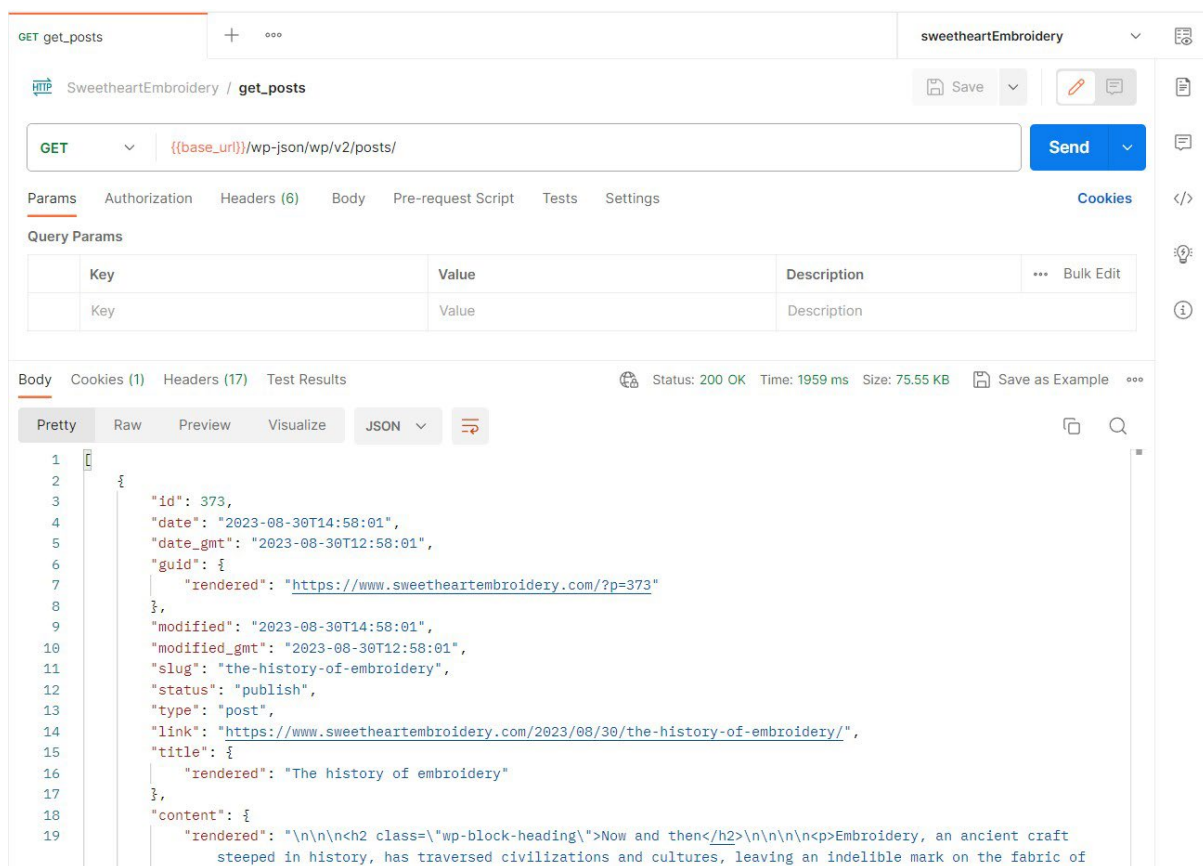 GET get_posts
sweetheartEmbroidery
HTTP SweetheartEmbroidery / get_posts
Save
GET {{base_url}}/wp-json/wp/v2/posts/
Send
Params Authorization Headers (6) Body Pre-request Script Tests Settings Cookies
Query Params
Key Value Description Bulk Edit
Key Value Description
Body Cookies (1) Headers (17) Test Results Status: 200 OK Time: 1959 ms Size: 75.55 KB Save as Example
Pretty Raw Preview Visualize JSON
1 [
2 {
3 "id": 373,
4 "date": "2023-08-30T14:58:01",
5 "date_gmt": "2023-08-30T12:58:01",
6 "guid": {
7 "rendered": "https://www.sweetheartembroidery.com/?p=373"
8 },
9 "modified": "2023-08-30T14:58:01",
10 "modified_gmt": "2023-08-30T12:58:01",
11 "slug": "the-history-of-embroidery",
12 "status": "publish",
13 "type": "post",
14 "link": "https://www.sweetheartembroidery.com/2023/08/30/the-history-of-embroidery/",
15 "title": {
16 "rendered": "The history of embroidery"
17 },
18 "content": {
19 "rendered": "\n\n\n<h2 class=\"wp-block-heading\">Now and then</h2>\n\n\n\n<p>Embroidery, an ancient craft
steeped in history, has traversed civilizations and cultures, leaving an indelible mark on the fabric of